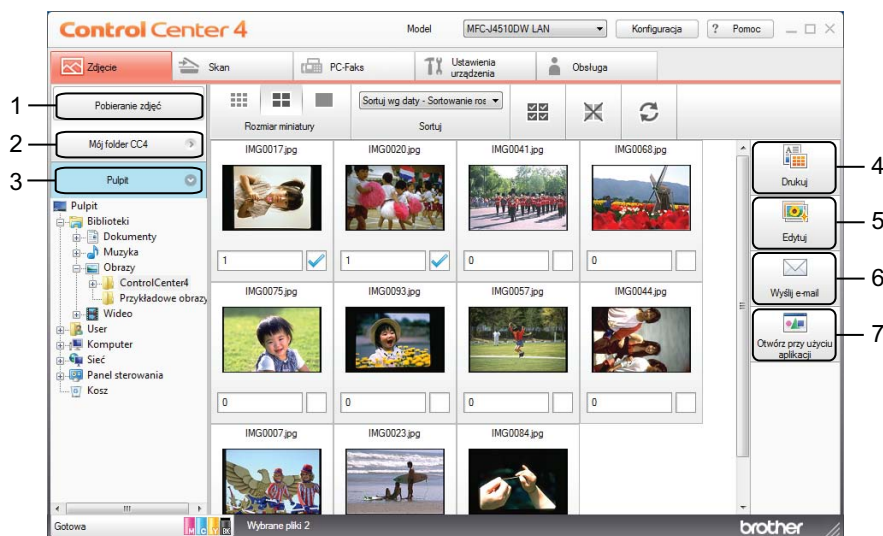 Control Center 4
Model
MFC-J4510DW LAN
Konfiguracja
? Pomoc
Zdjęcie
Skan
PC-Faks
Ustawienia
urządzenia
Obsługa
1
Pobieranie zdjęć
2
Mój folder CC4
3
Pulpit
Rozmiar miniatury
Sortuj wg daty - Sortowanie ros
Sortuj
Pulpit
Biblioteki
Dokumenty
Muzyka
Obrazy
ControlCenter4
Przykładowe obrazy
Wideo
User
Komputer
Sieć
Panel sterowania
Kosz
IMG0017.jpg
IMG0020.jpg
IMG0041.jpg
IMG0068.jpg
1
1
0
0
IMG0075.jpg
IMG0093.jpg
IMG0057.jpg
IMG0044.jpg
0
0
0
0
IMG0007.jpg
IMG0023.jpg
IMG0084.jpg
Drukuj
4
Edytuj
5
Wyślij e-mail
6
Otwórz przy użyciu
aplikacji
7
Gotowa
M C Y BK
Wybrane pliki 2
brother